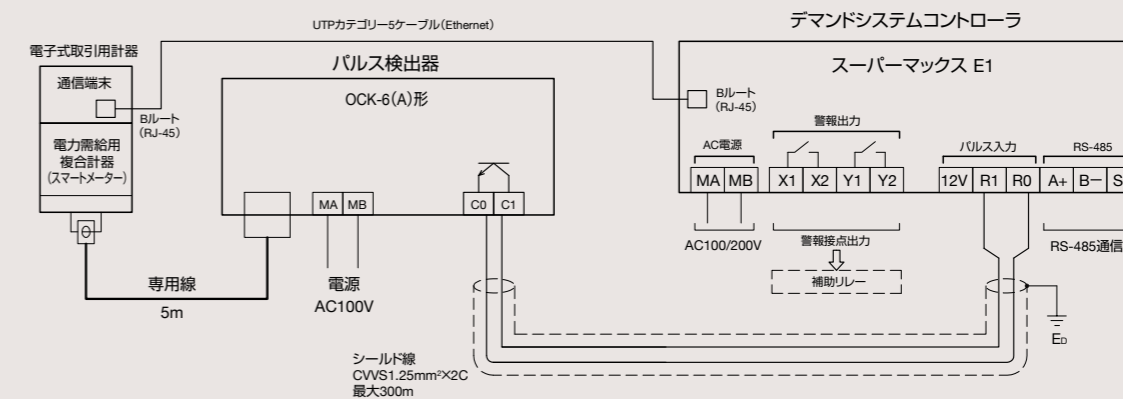 UTPカテゴリー5ケーブル(Ethernet)
デマンドシステムコントローラ
電子式取引用計器
通信端末
Bルート
(RJ-45)
電力需給用
複合計器
(スマートメーター)
専用線
5m
パルス検出器
OCK-6(A)形
MA MB
C0 C1
電源
AC100V
シールド線
CVVS1.25mm²×2C
最大300m
スーパーマックス E1
Bルート
(RJ-45)
AC電源
警報出力
パルス入力
RS-485
MA MB X1 X2 Y1 Y2 12V R1 R0 A+ B− S
AC100/200V
警報接点出力
補助リレー
RS-485通信
ED